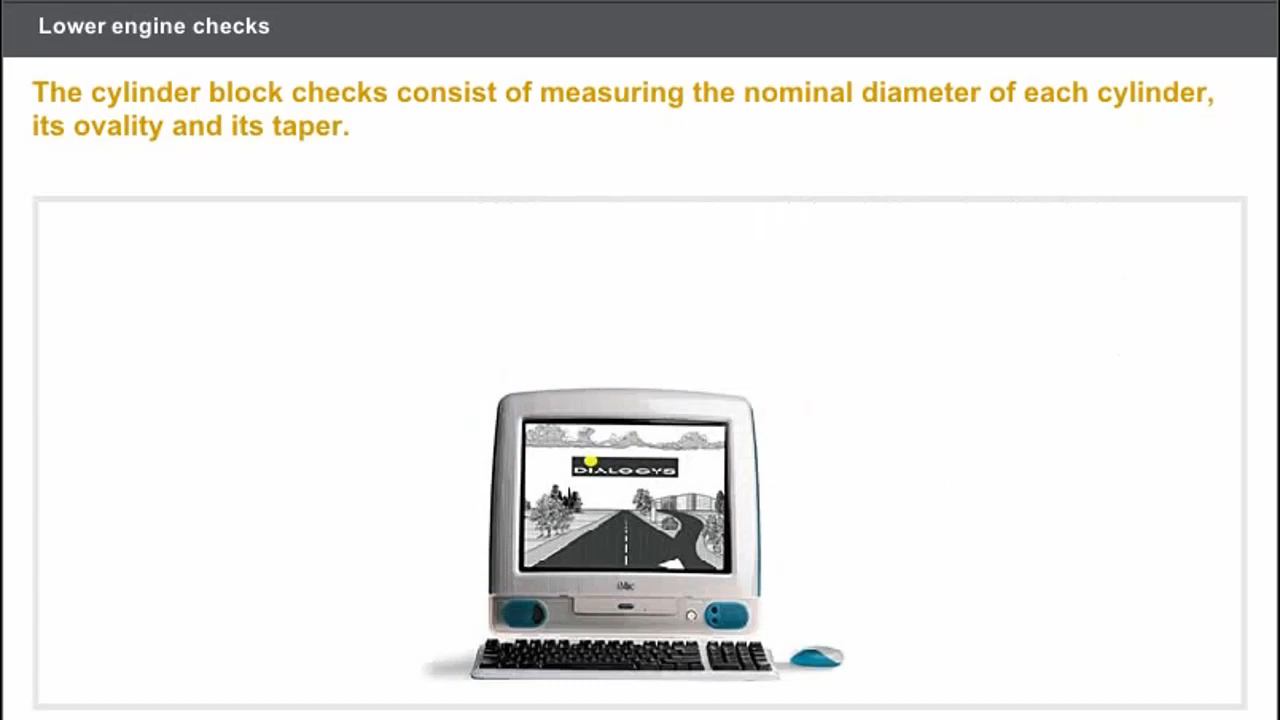 Lower engine checks
The cylinder block checks consist of measuring the nominal diameter of each cylinder,
its ovality and its taper.
DIALOGYS
iMac